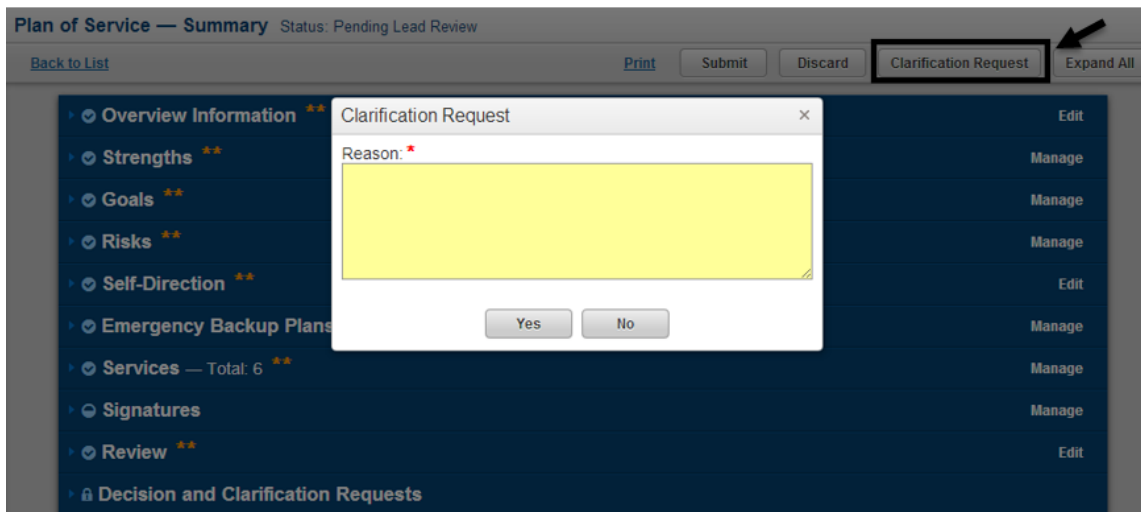 Plan of Service — Summary Status: Pending Lead Review
Back to List Print Submit Discard Clarification Request Expand All
Overview Information ** Edit
Clarification Request ×
Reason: *
Strengths ** Manage
Goals ** Manage
Risks ** Manage
Self-Direction ** Edit
Emergency Backup Plans Manage
Yes No
Services — Total: 6 ** Manage
Signatures Manage
Review ** Edit
Decision and Clarification Requests